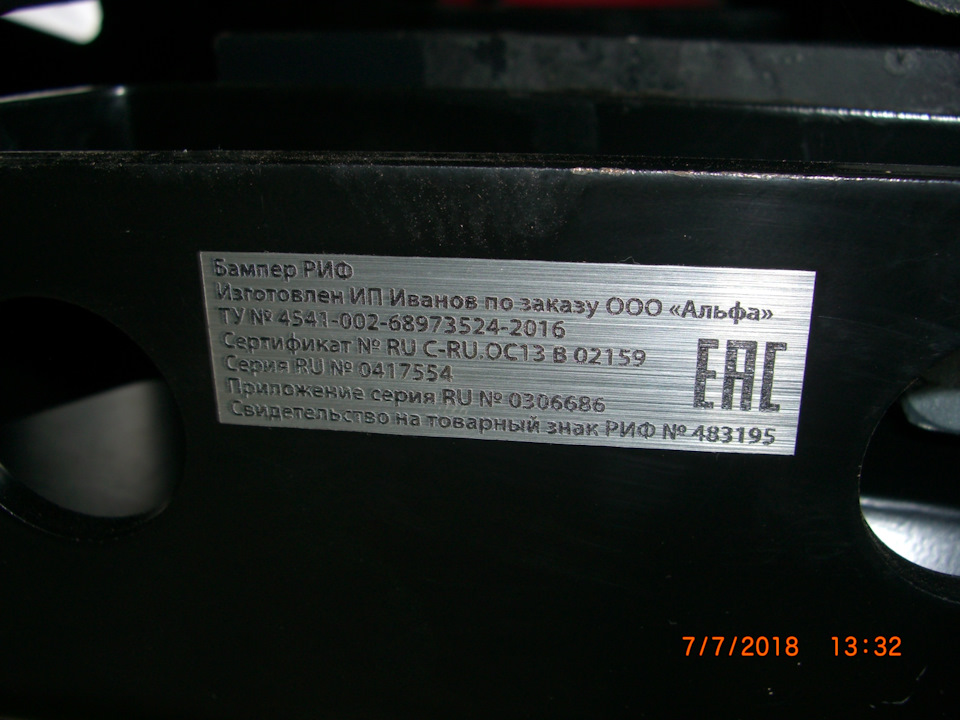 Бампер РИФ
Изготовлен ИП Иванов по заказу ООО «Альфа»
ТУ № 4541-002-68973524-2016
Сертификат № RU C-RU.ОС13 В 02159
Серия RU № 0417554
Приложение серия RU № 0306686
Свидетельство на товарный знак РИФ № 483195
EAC
7/7/2018 13:32